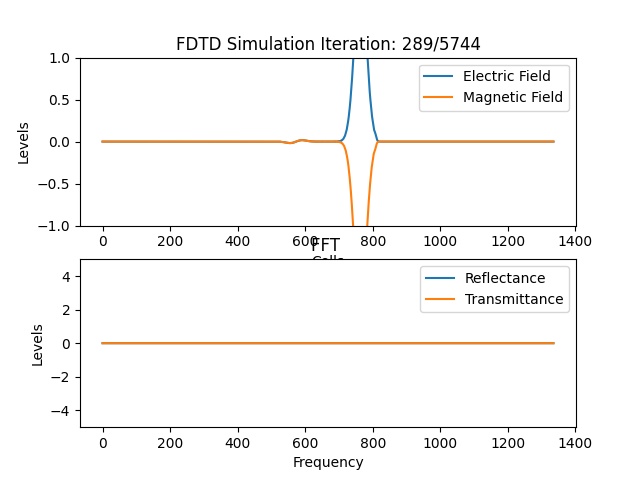 FDTD Simulation Iteration: 289/5744
1.0
0.5
0.0
−0.5
−1.0
Levels
Electric Field
Magnetic Field
0 200 400 600 800 1000 1200 1400
Cells
FFT
4
2
0
−2
−4
Levels
Reflectance
Transmittance
0 200 400 600 800 1000 1200 1400
Frequency